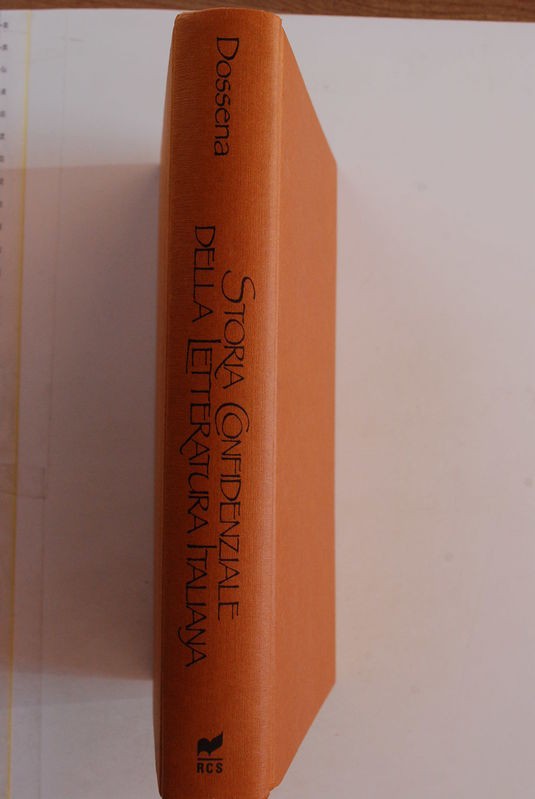 Dossena
STORIA CONFIDENZIALE
DELLA LETTERATURA ITALIANA
RCS